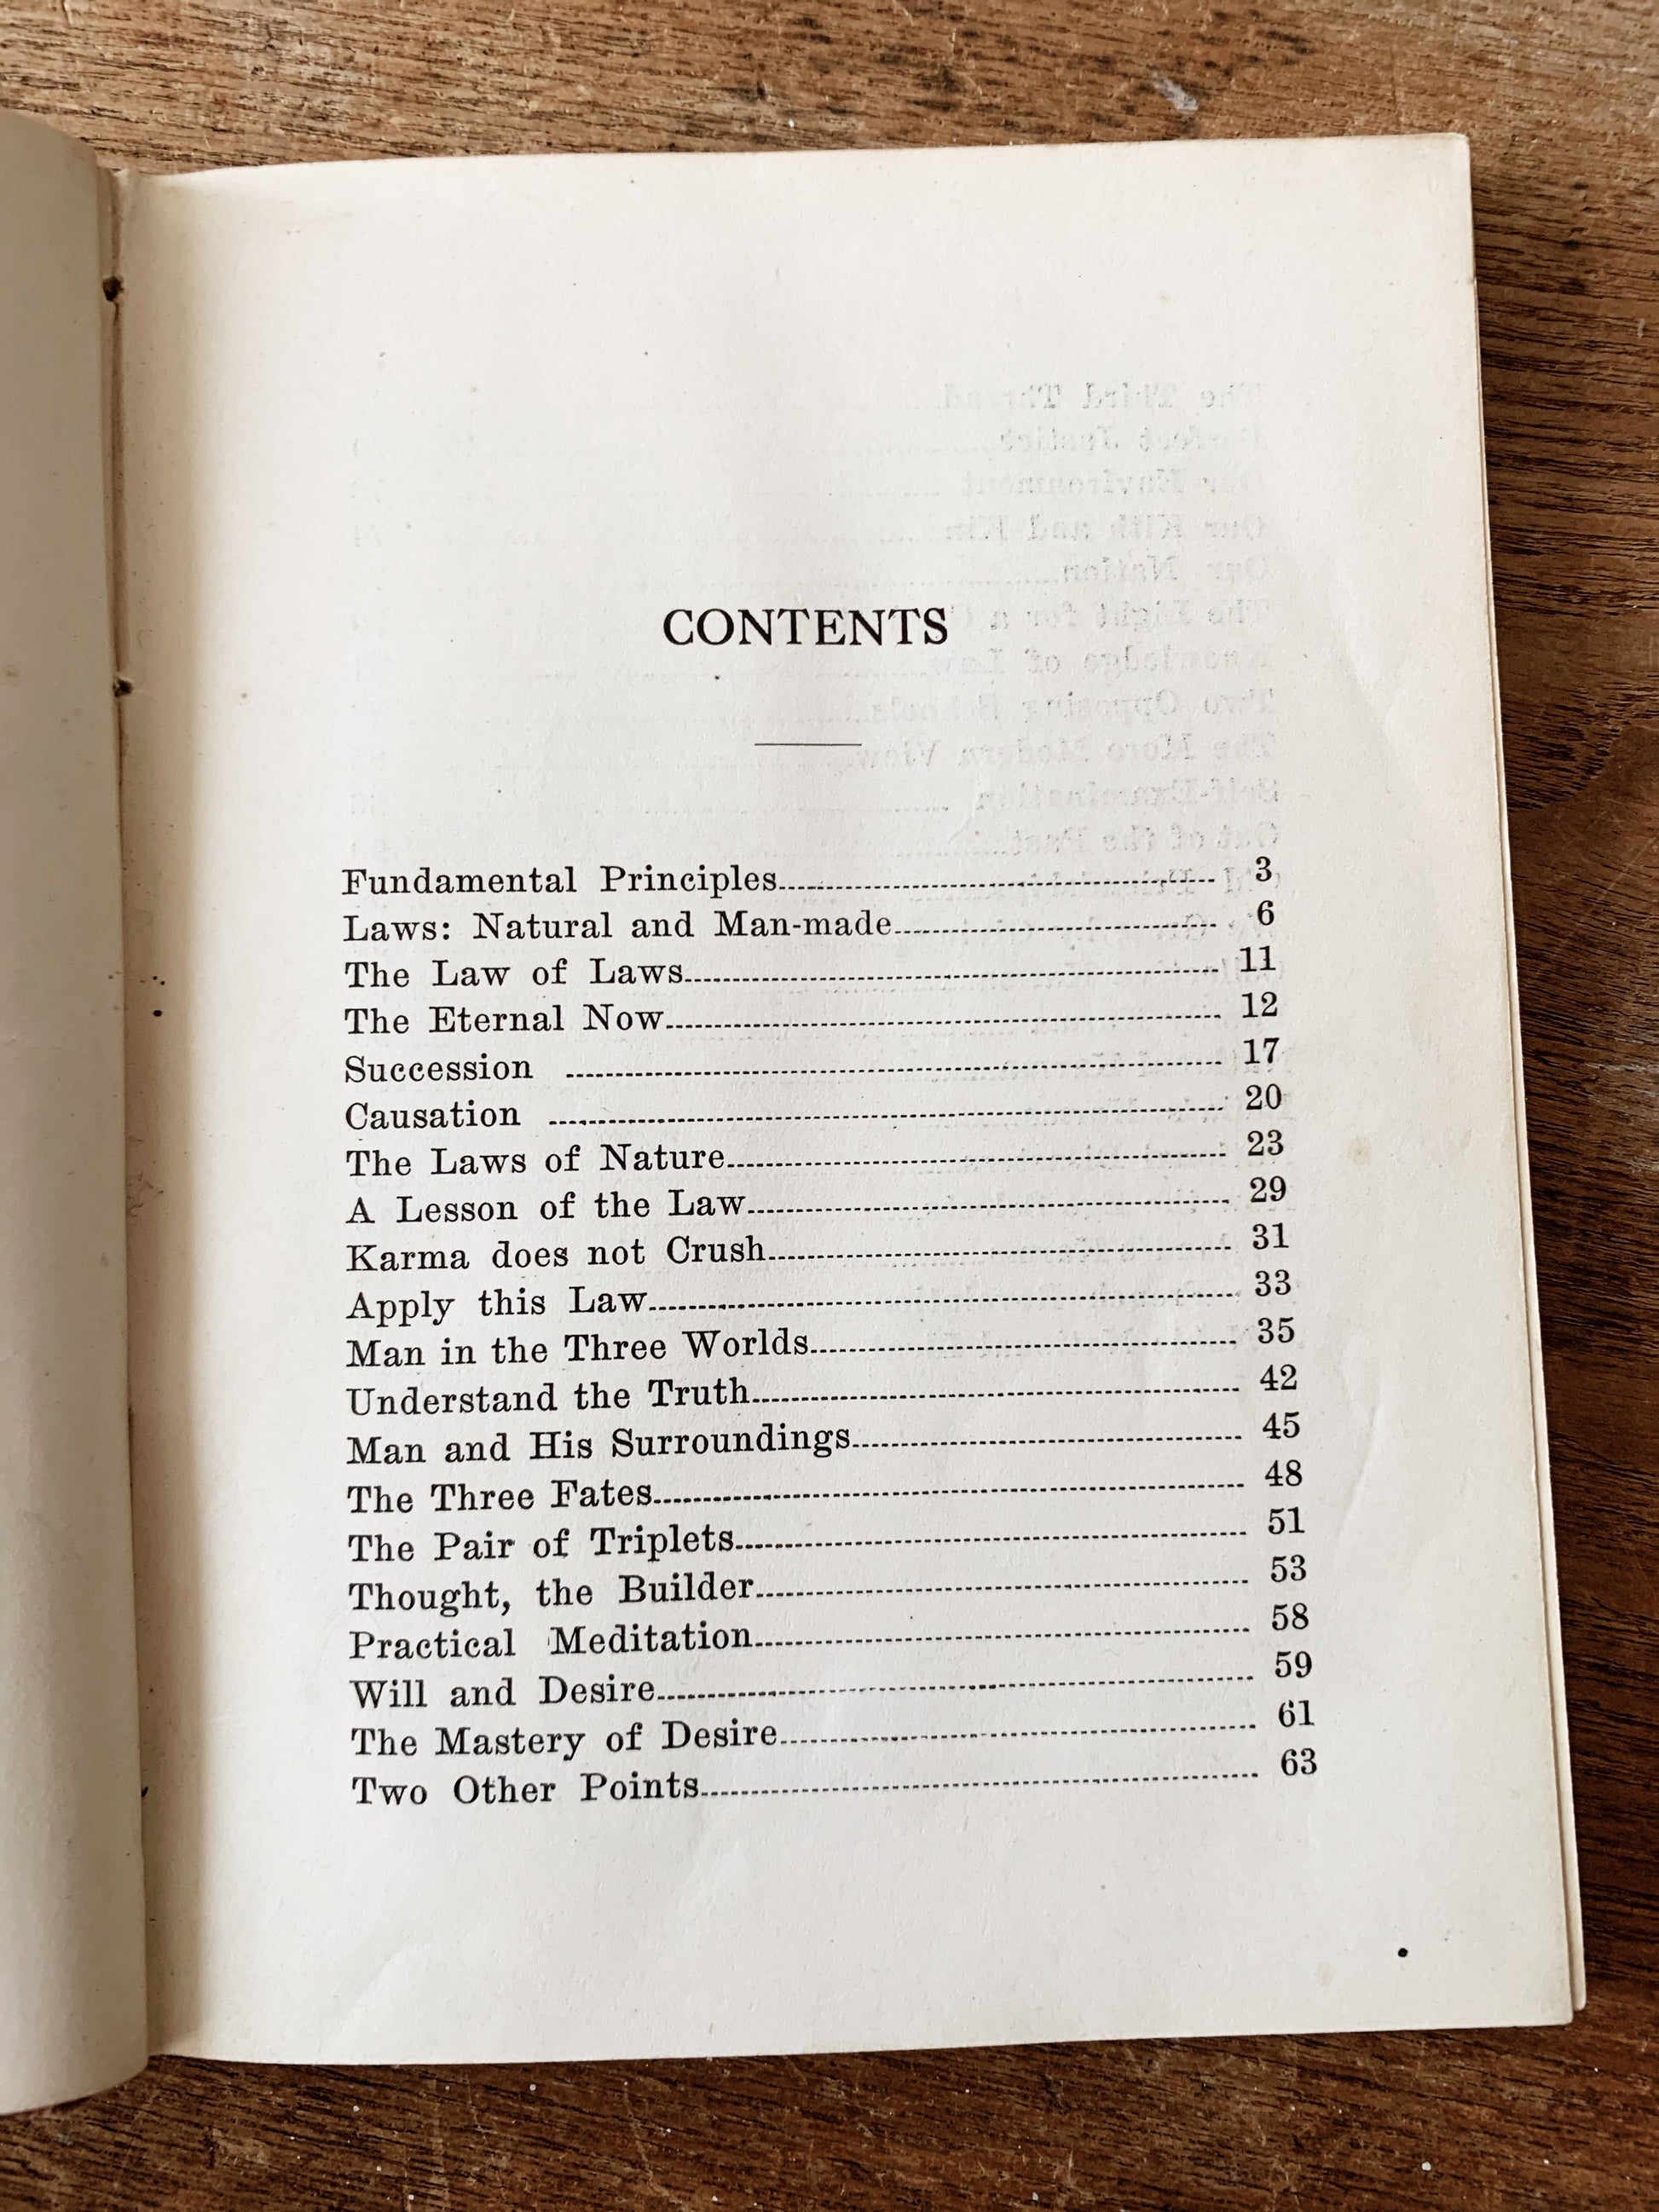 CONTENTS
Fundamental Principles 3
Laws: Natural and Man-made 6
The Law of Laws 11
The Eternal Now 12
Succession 17
Causation 20
The Laws of Nature 23
A Lesson of the Law 29
Karma does not Crush 31
Apply this Law 33
Man in the Three Worlds 35
Understand the Truth 42
Man and His Surroundings 45
The Three Fates 48
The Pair of Triplets 51
Thought, the Builder 53
Practical Meditation 58
Will and Desire 59
The Mastery of Desire 61
Two Other Points 63